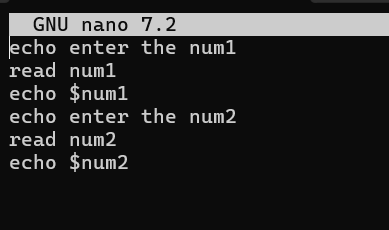 GNU nano 7.2
echo enter the num1
read num1
echo $num1
echo enter the num2
read num2
echo $num2